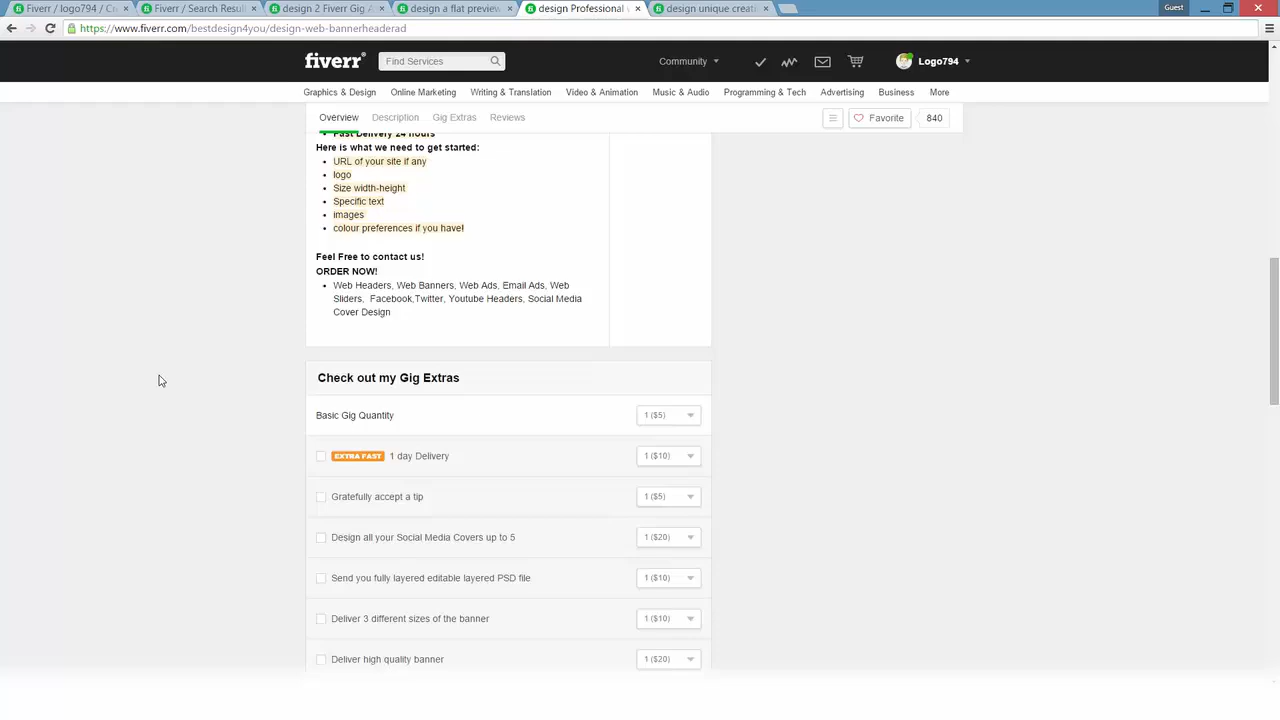 Fiverr / logo794 / Cr
Fiverr / Search Resul
design 2 Fiverr Gig A
design a flat preview
design Professional
design unique creat
Guest
https://www.fiverr.com/bestdesign4you/design-web-bannerheaderad
fiverr®
Find Services
Community
Logo794
Graphics & Design
Online Marketing
Writing & Translation
Video & Animation
Music & Audio
Programming & Tech
Advertising
Business
More
Overview
Description
Gig Extras
Reviews
Favorite
840
Fast Delivery 24 hours
Here is what we need to get started:
URL of your site if any
logo
Size width-height
Specific text
images
colour preferences if you have!
Feel Free to contact us!
ORDER NOW!
Web Headers, Web Banners, Web Ads, Email Ads, Web
Sliders, Facebook,Twitter, Youtube Headers, Social Media
Cover Design
Check out my Gig Extras
Basic Gig Quantity
1 ($5)
EXTRA FAST 1 day Delivery
1 ($10)
Gratefully accept a tip
1 ($5)
Design all your Social Media Covers up to 5
1 ($20)
Send you fully layered editable layered PSD file
1 ($10)
Deliver 3 different sizes of the banner
1 ($10)
Deliver high quality banner
1 ($20)